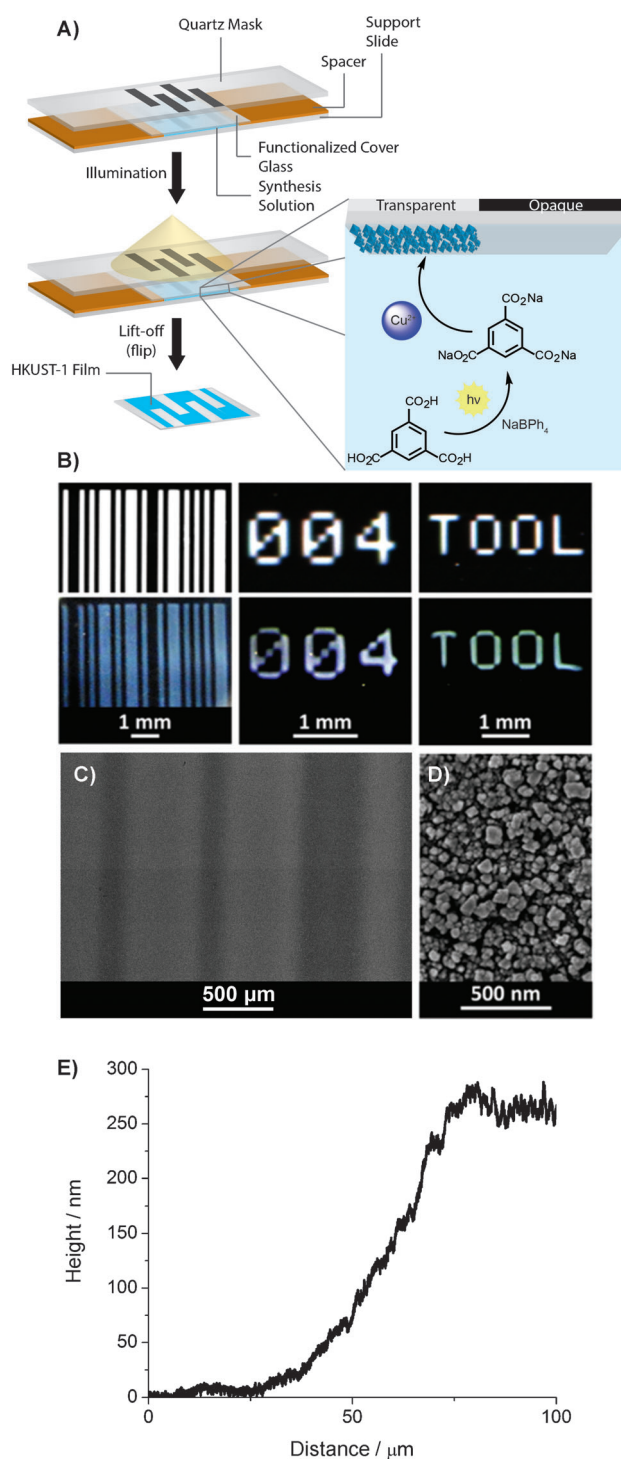 A)
Quartz Mask
Support
Slide
Spacer
Functionalized Cover
Glass
Synthesis
Solution
Illumination
Transparent
Opaque
Lift-off
(flip)
HKUST-1 Film
Cu²⁺
CO₂Na
NaO₂C
CO₂Na
hν
NaBPh₄
CO₂H
HO₂C
CO₂H
B)
004
TOOL
004
TOOL
1 mm
1 mm
1 mm
C)
D)
500 µm
500 nm
E)
300
250
200
150
100
50
0
Height / nm
0
50
100
Distance / µm